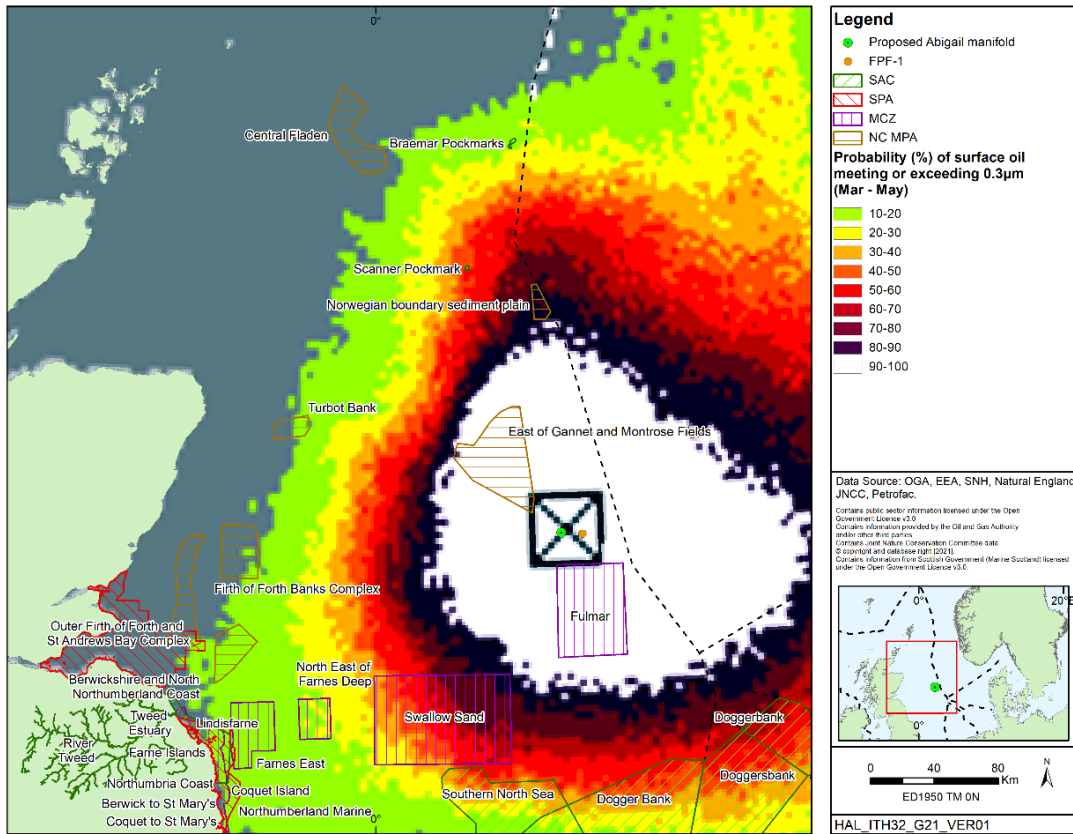 0°
Central Fladen
Braemar Pockmarks
Scanner Pockmark
Norwegian boundary sediment plain
Turbot Bank
East of Gannet and Montrose Fields
Firth of Forth Banks Complex
Fulmar
Outer Firth of Forth and
St Andrews Bay Complex
Berwickshire and North
Northumberland Coast
North East of
Farnes Deep
Tweed
Estuary
Lindisfarne
Swallow Sand
Doggerbank
River
Tweed
Farne Islands
Farnes East
Doggersbank
Northumbria Coast
Coquet Island
Southern North Sea
Dogger Bank
Berwick to St Mary's
Northumberland Marine
Coquet to St Mary's
0°
Legend
Proposed Abigail manifold
FPF-1
SAC
SPA
MCZ
NC MPA
Probability (%) of surface oil
meeting or exceeding 0.3µm
(Mar - May)
10-20
20-30
30-40
40-50
50-60
60-70
70-80
80-90
90-100
Data Source: OGA, EEA, SNH, Natural England
JNCC, Petrofac.
Contains public sector information licensed under the Open
Government Licence v3.0
Contains information provided by the Oil and Gas Authority
and/or other third parties
Contains Joint Nature Conservation Committee data
© copyright and database right [2021].
Contains information from Scottish Government (Marine Scotland) licensed
under the Open Government Licence v3.0.
0°
20°E
0°
0
40
80
Km
N
ED1950 TM 0N
HAL_ITH32_G21_VER01